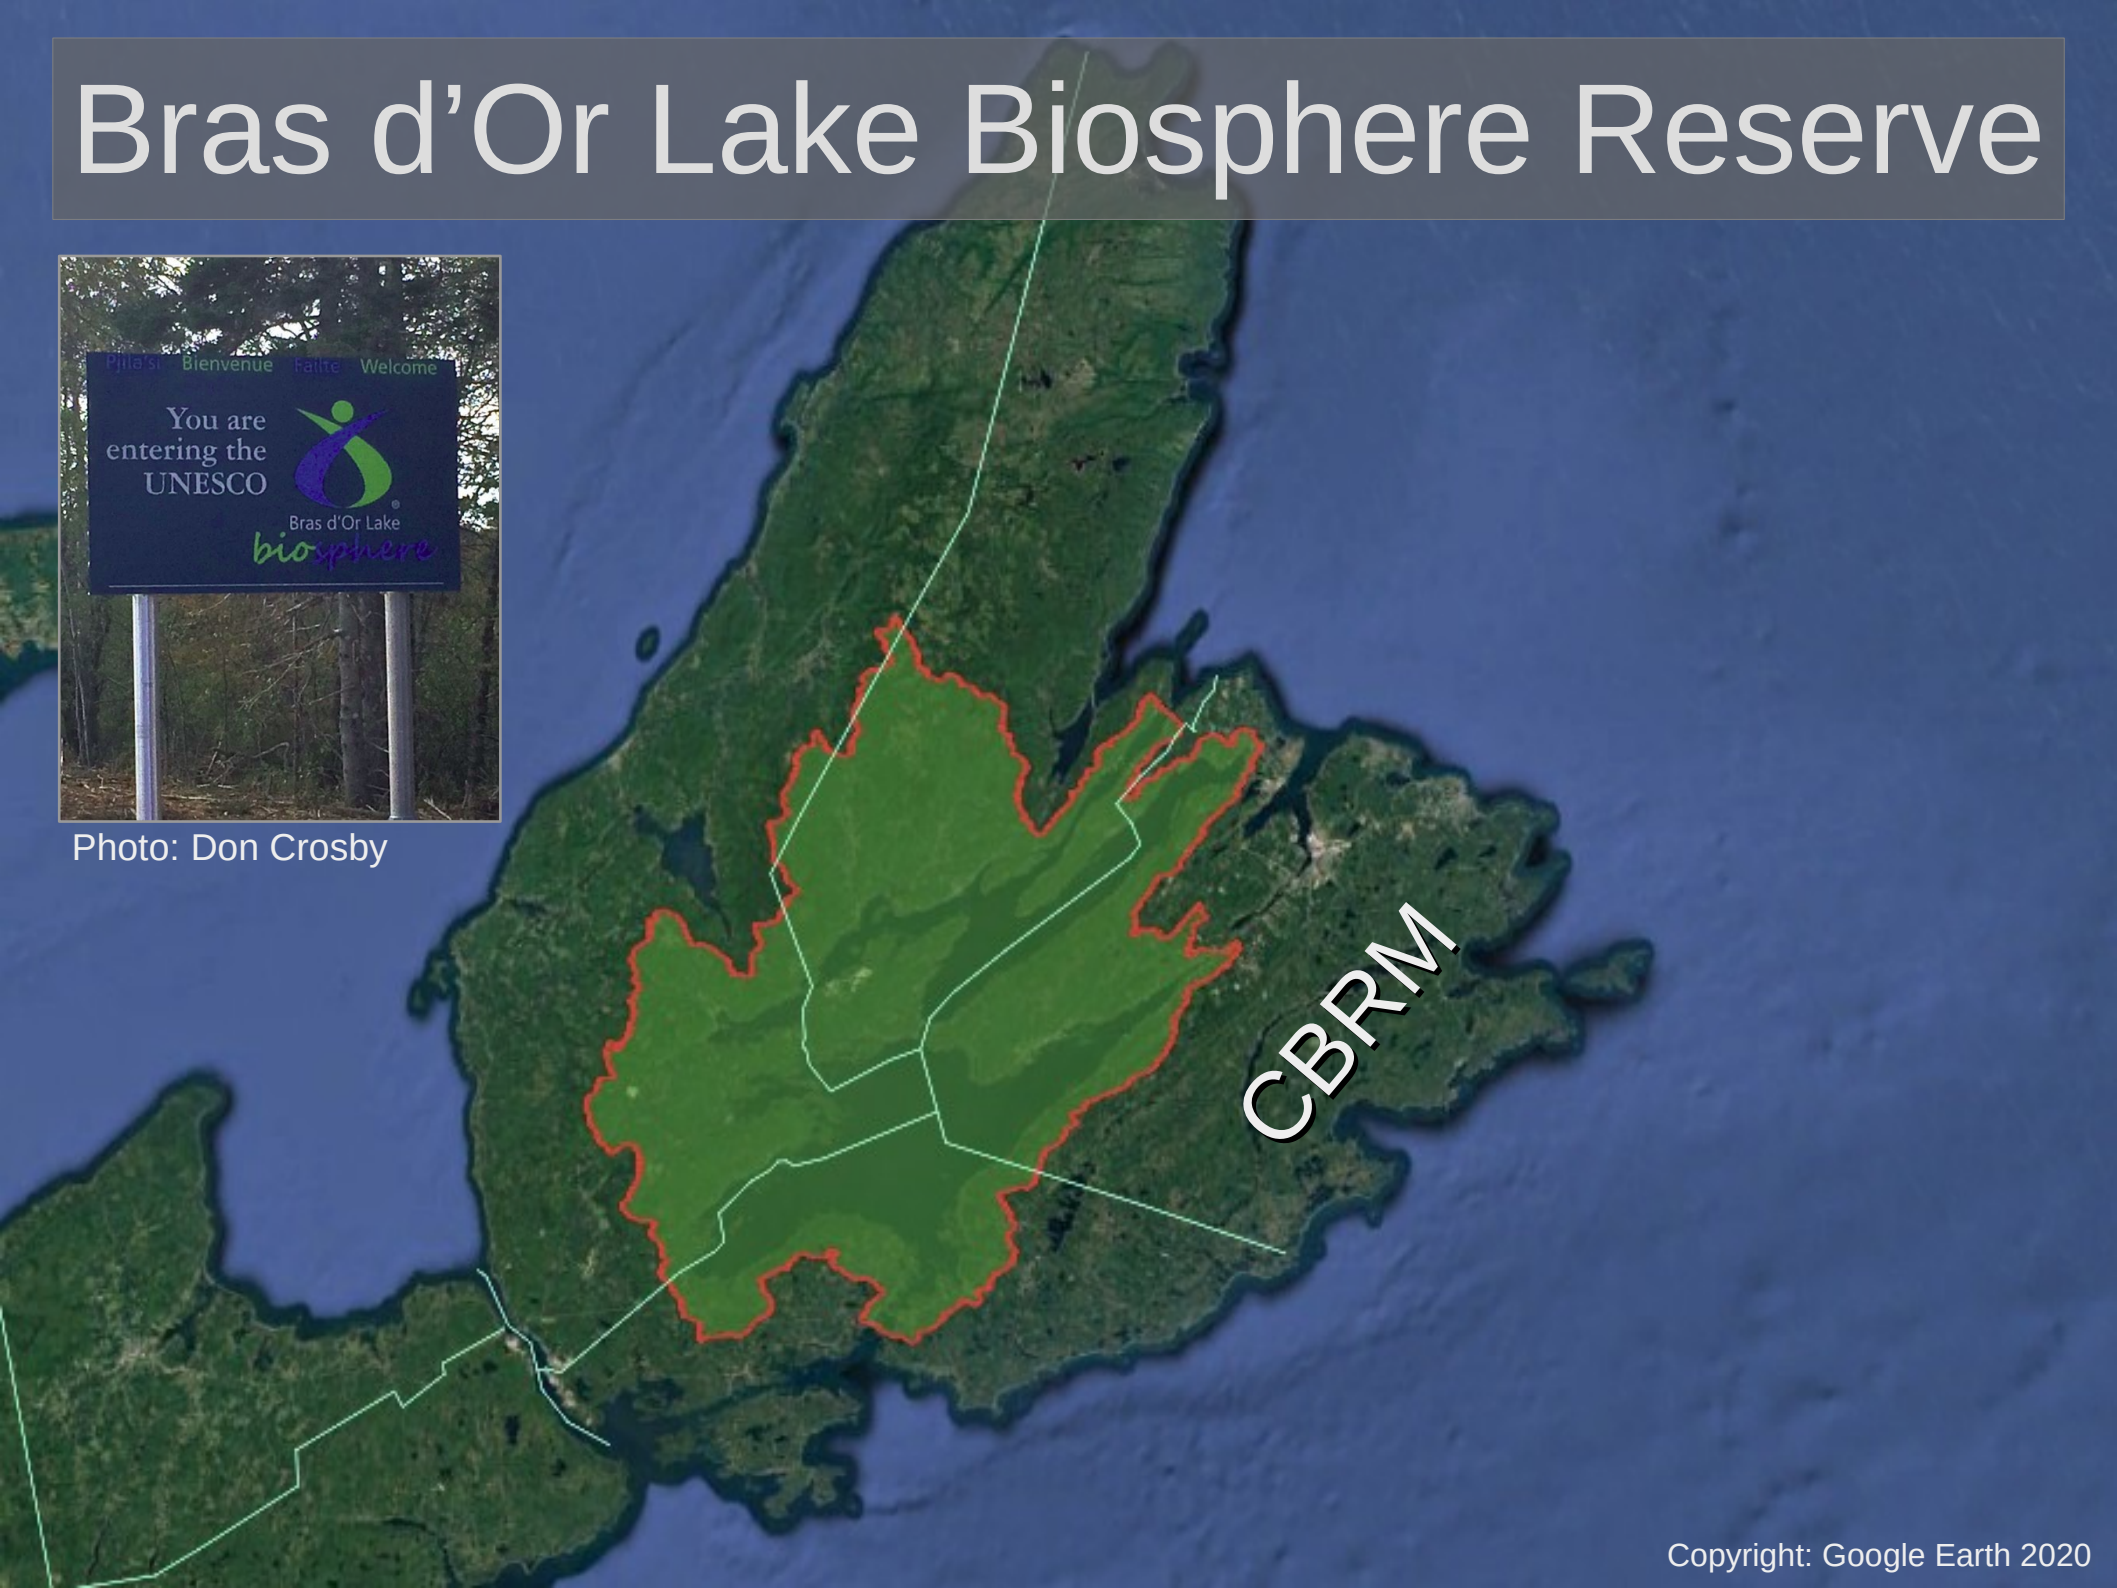 Bras d’Or Lake Biosphere Reserve
Pjila'si Bienvenue Fàilte Welcome
You are
entering the
UNESCO
®
Bras d'Or Lake
biosphere
Photo: Don Crosby
CBRM
Copyright: Google Earth 2020